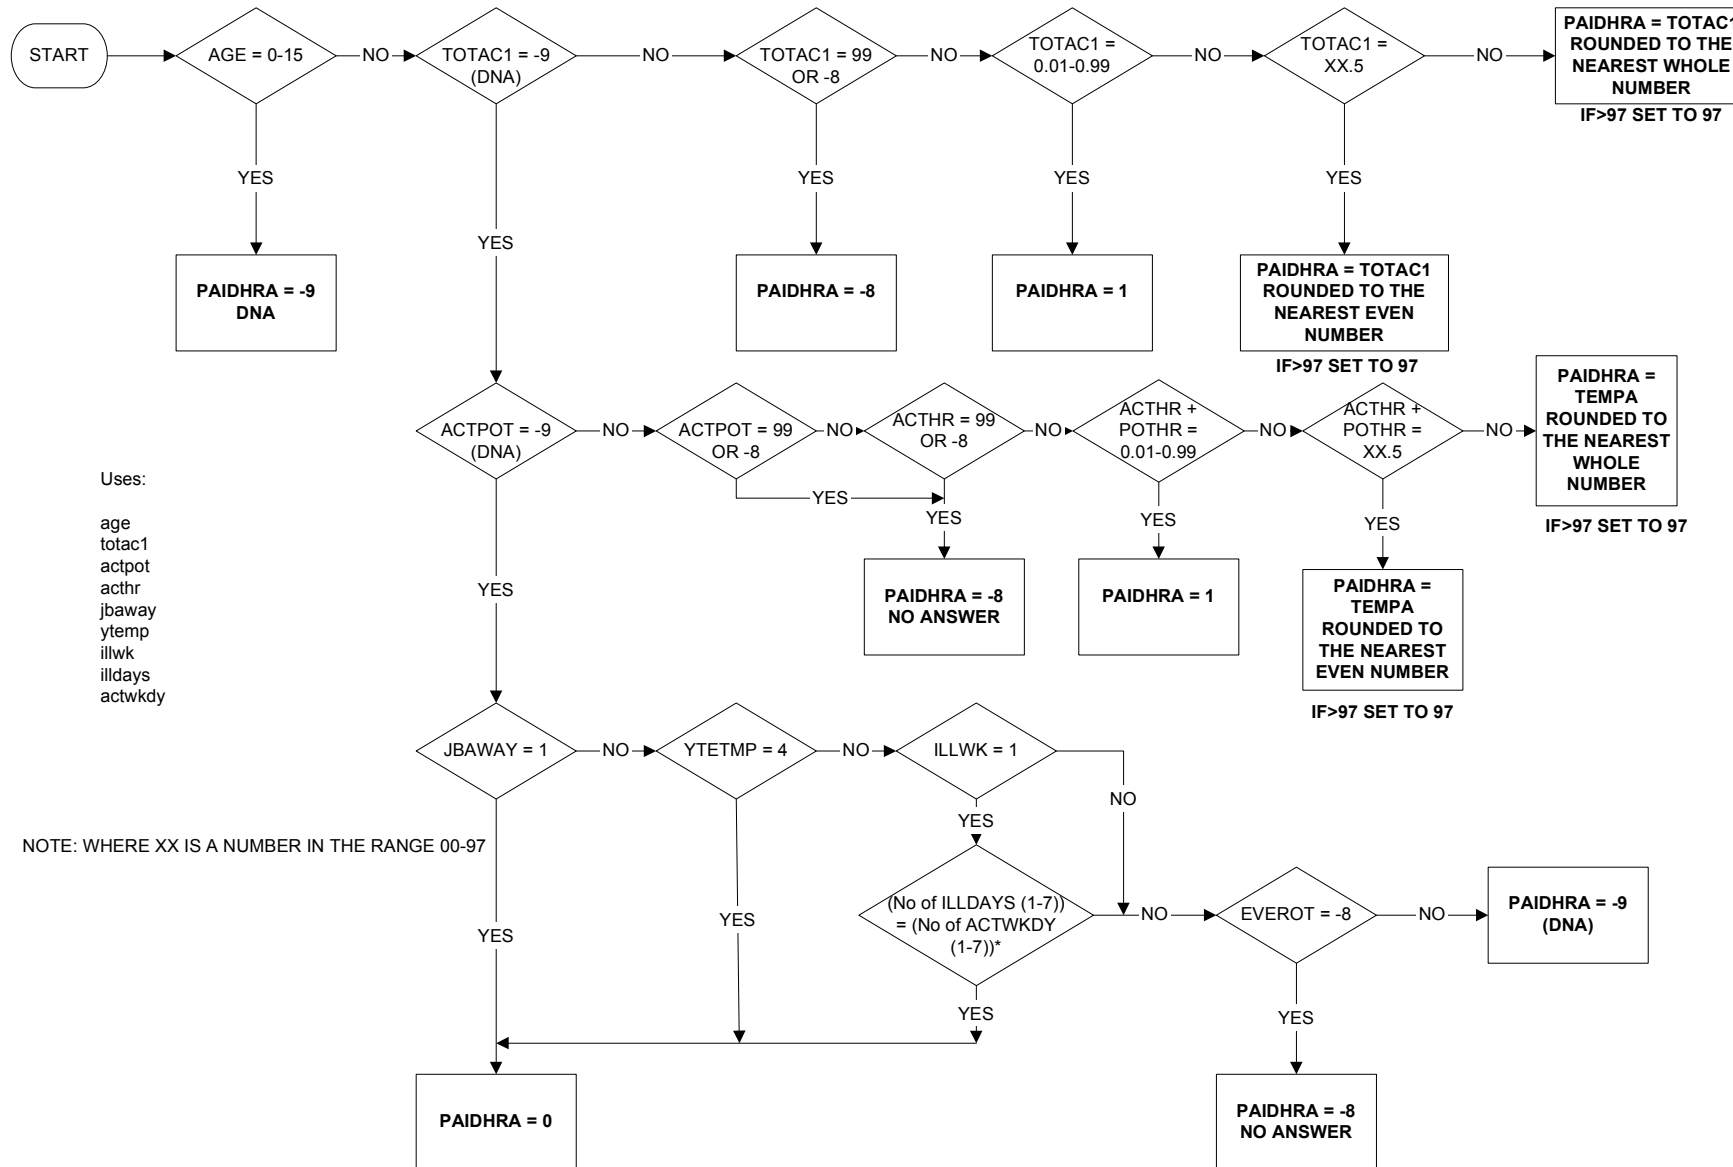 START
AGE = 0-15
NO
TOTAC1 = -9
(DNA)
NO
TOTAC1 = 99
OR -8
NO
TOTAC1 =
0.01-0.99
NO
TOTAC1 =
XX.5
NO
PAIDHRA = TOTAC1
ROUNDED TO THE
NEAREST WHOLE
NUMBER
IF>97 SET TO 97
YES
YES
YES
YES
YES
PAIDHRA = -9
DNA
PAIDHRA = -8
PAIDHRA = 1
PAIDHRA = TOTAC1
ROUNDED TO THE
NEAREST EVEN
NUMBER
IF>97 SET TO 97
ACTPOT = -9
(DNA)
NO
ACTPOT = 99
OR -8
NO
ACTHR = 99
OR -8
NO
ACTHR +
POTHR =
0.01-0.99
NO
ACTHR +
POTHR =
XX.5
NO
PAIDHRA =
TEMPA
ROUNDED TO
THE NEAREST
WHOLE
NUMBER
IF>97 SET TO 97
YES
YES
YES
YES
YES
PAIDHRA = -8
NO ANSWER
PAIDHRA = 1
PAIDHRA =
TEMPA
ROUNDED TO
THE NEAREST
EVEN NUMBER
IF>97 SET TO 97
Uses:
age
totac1
actpot
acthr
jbaway
ytemp
illwk
illdays
actwkdy
JBAWAY = 1
NO
YTETMP = 4
NO
ILLWK = 1
NO
YES
NOTE: WHERE XX IS A NUMBER IN THE RANGE 00-97
YES
YES
(No of ILLDAYS (1-7))
= (No of ACTWKDY
(1-7))*
NO
EVEROT = -8
NO
PAIDHRA = -9
(DNA)
YES
YES
PAIDHRA = 0
PAIDHRA = -8
NO ANSWER